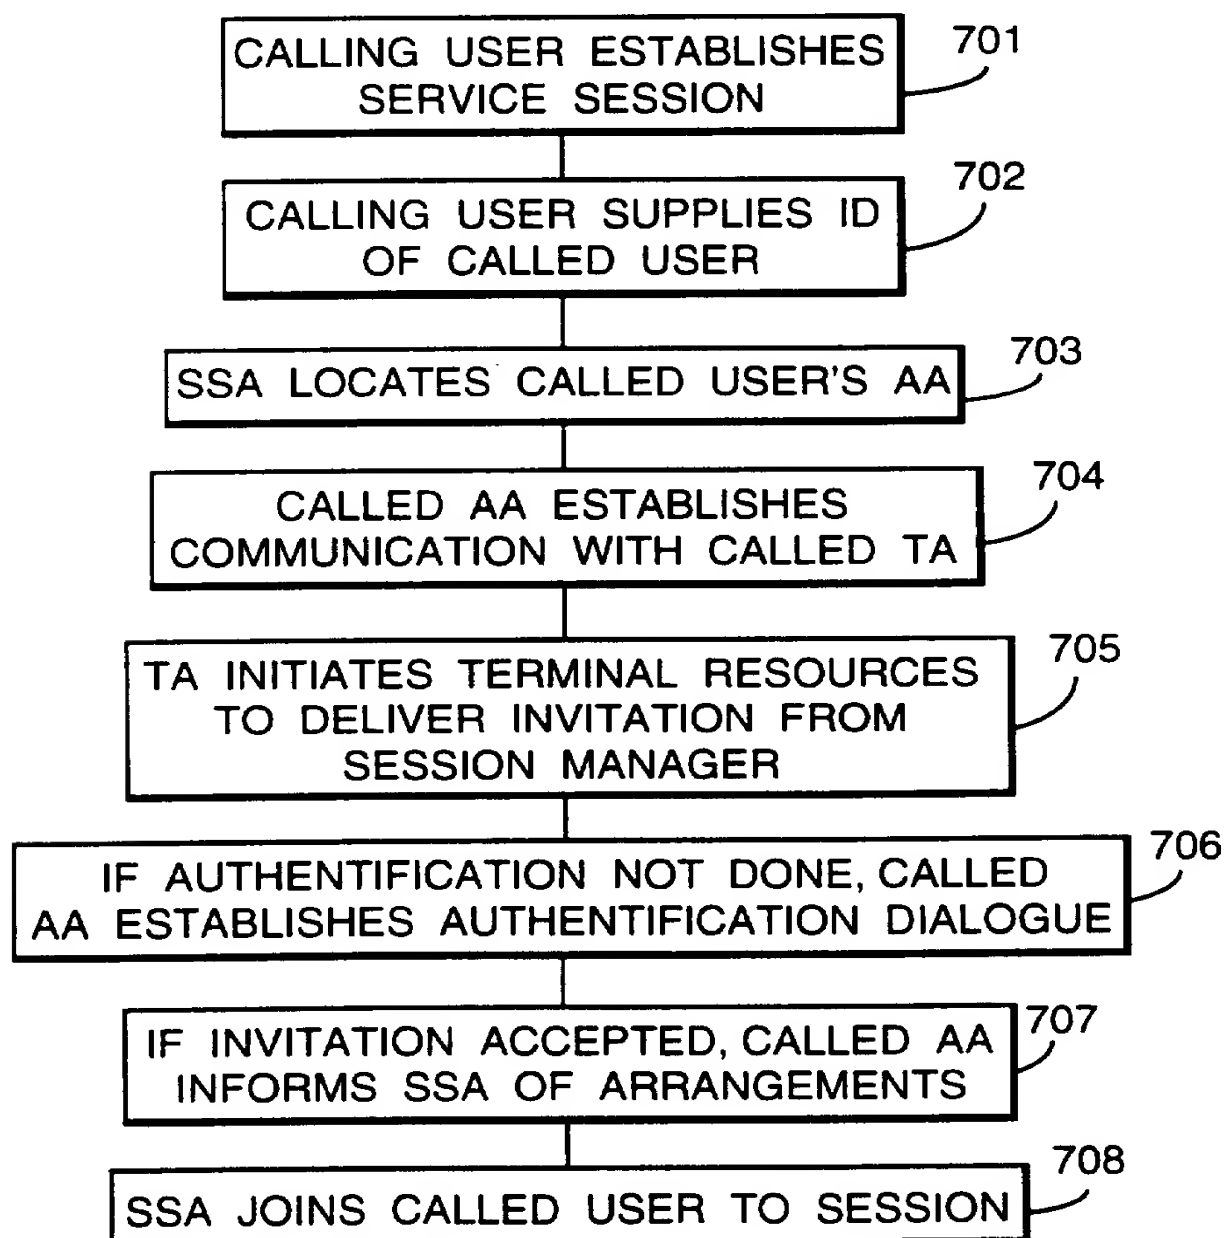 CALLING USER ESTABLISHES
SERVICE SESSION
701
CALLING USER SUPPLIES ID
OF CALLED USER
702
SSA LOCATES CALLED USER'S AA
703
CALLED AA ESTABLISHES
COMMUNICATION WITH CALLED TA
704
TA INITIATES TERMINAL RESOURCES
TO DELIVER INVITATION FROM
SESSION MANAGER
705
IF AUTHENTIFICATION NOT DONE, CALLED
AA ESTABLISHES AUTHENTIFICATION DIALOGUE
706
IF INVITATION ACCEPTED, CALLED AA
INFORMS SSA OF ARRANGEMENTS
707
SSA JOINS CALLED USER TO SESSION
708